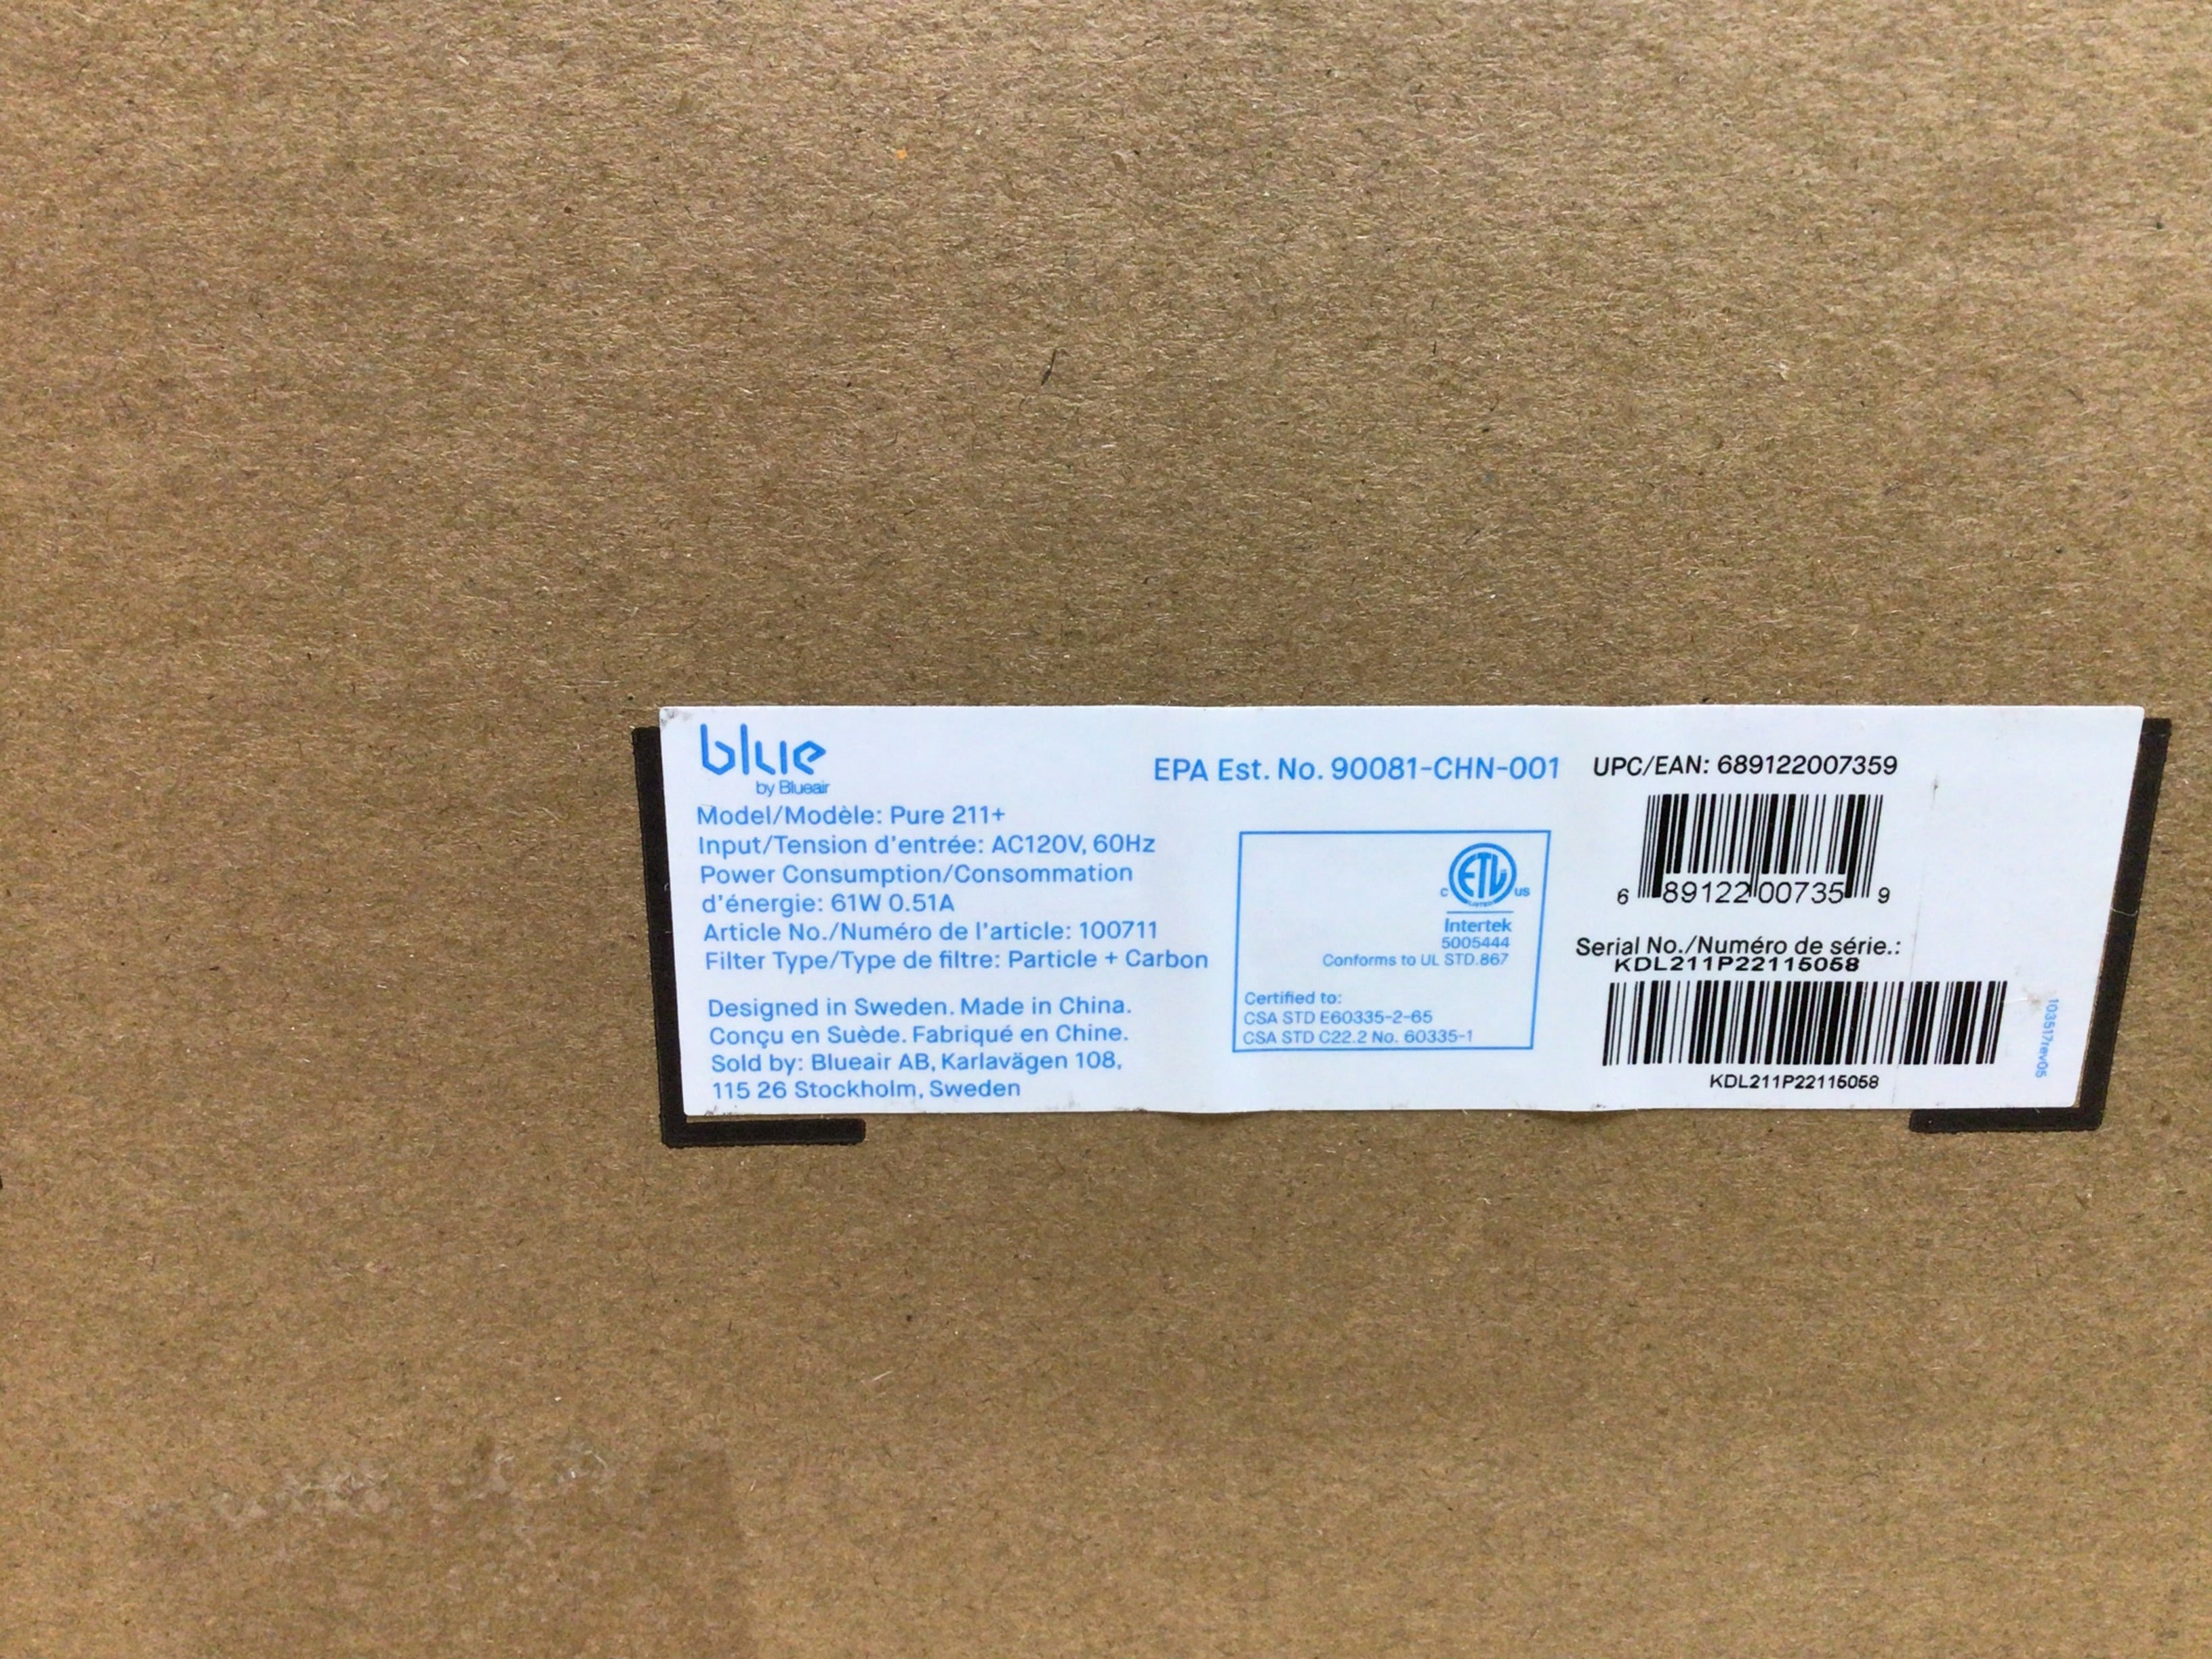 blue
by Blueair
Model/Modèle: Pure 211+
Input/Tension d'entrée: AC120V, 60Hz
Power Consumption/Consommation
d'énergie: 61W 0.51A
Article No./Numéro de l'article: 100711
Filter Type/Type de filtre: Particle + Carbon
Designed in Sweden. Made in China.
Conçu en Suède. Fabriqué en Chine.
Sold by: Blueair AB, Karlavägen 108,
115 26 Stockholm, Sweden
EPA Est. No. 90081-CHN-001
ETL
LISTED
C US
Intertek
5005444
Conforms to UL STD.867
Certified to:
CSA STD E60335-2-65
CSA STD C22.2 No. 60335-1
UPC/EAN: 689122007359
6 89122 00735 9
Serial No./Numéro de série.:
KDL211P22115058
KDL211P22115058
103517rev05